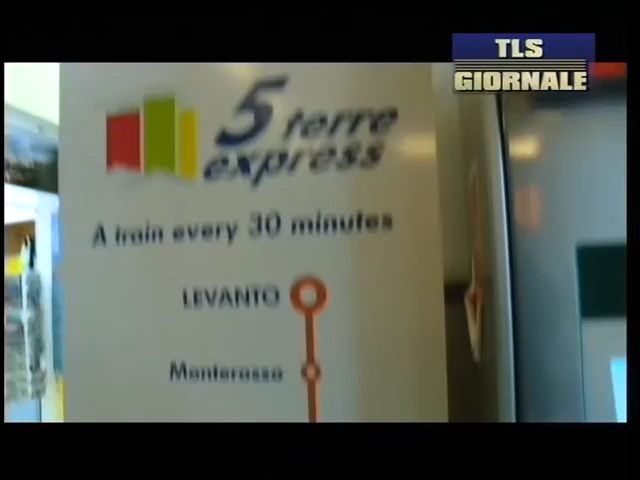 TLS
GIORNALE
5 terre
express
A train every 30 minutes
LEVANTO
Monterosso